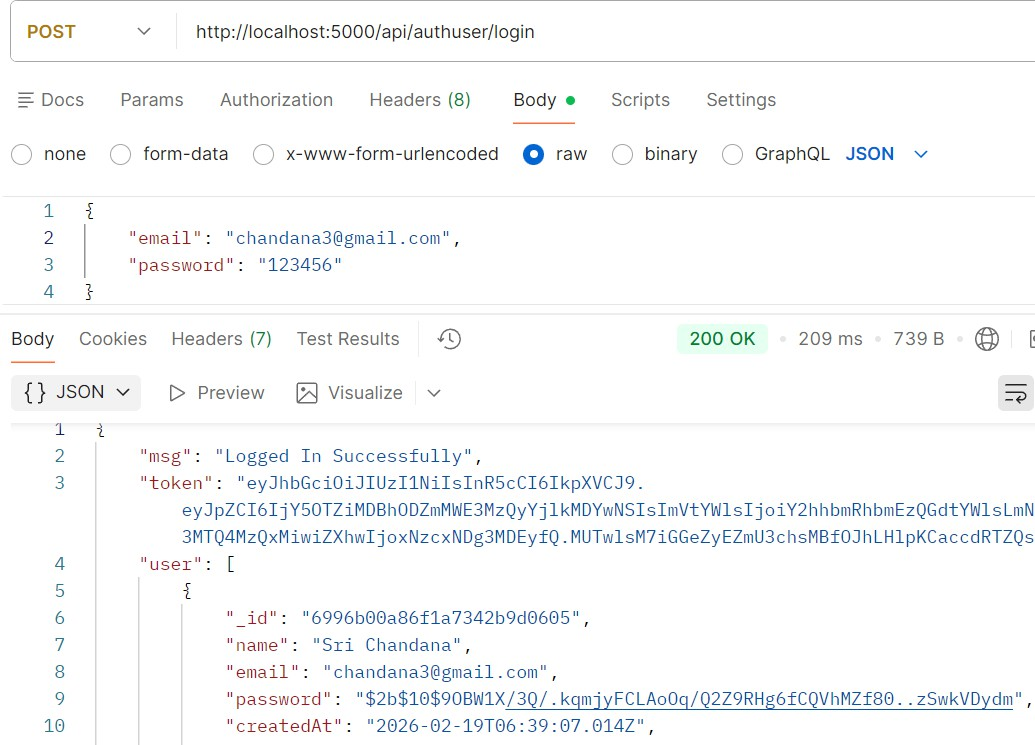 POST http://localhost:5000/api/authuser/login
Docs Params Authorization Headers (8) Body Scripts Settings
none form-data x-www-form-urlencoded raw binary GraphQL JSON
1 {
2 "email": "chandana3@gmail.com",
3 "password": "123456"
4 }
Body Cookies Headers (7) Test Results 200 OK • 209 ms • 739 B •
{} JSON Preview Visualize
1 {
2 "msg": "Logged In Successfully",
3 "token": "eyJhbGciOiJIUzI1NiIsInR5cCI6IkpXVCJ9.
eyJpZCI6IjY5OTZiMDBhODZmMWE3MzQyYjlkMDYwNSIsImVtYWlsIjoiY2hhbmRhbmEzQGdtYWlsLmN
3MTQ4MzQxMiwiZXhwIjoxNzcxNDg3MDEyfQ.MUTwlsM7iGGeZyEZmU3chsMBfOJhLHlpKCaccdRTZQs
4 "user": [
5 {
6 "_id": "6996b00a86f1a7342b9d0605",
7 "name": "Sri Chandana",
8 "email": "chandana3@gmail.com",
9 "password": "$2b$10$9OBW1X/3Q/.kqmjyFCLAoOq/Q2Z9RHg6fCQVhMZf80..zSwkVDydm",
10 "createdAt": "2026-02-19T06:39:07.014Z",